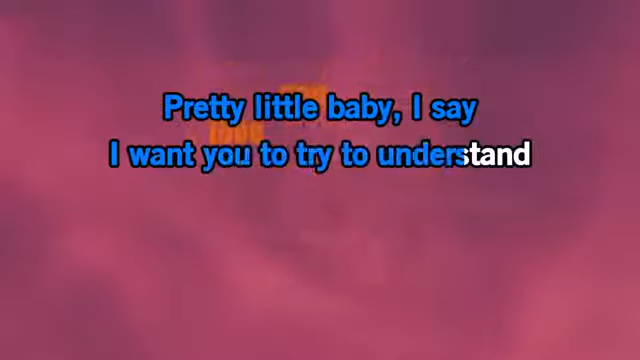 Pretty little baby, I say
I want you to try to understand